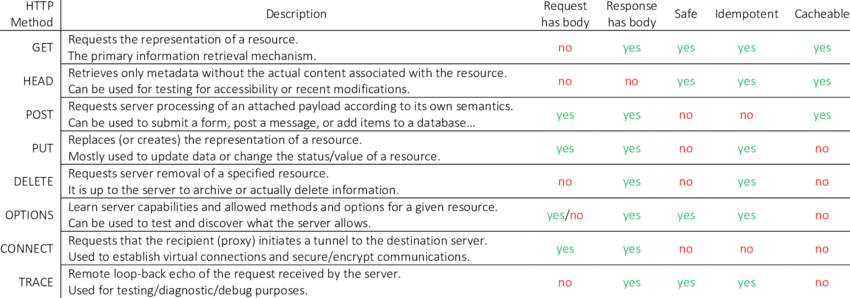 HTTP Method Description Request has body Response has body Safe Idempotent Cacheable
GET Requests the representation of a resource. no yes yes yes yes
The primary information retrieval mechanism.
HEAD Retrieves only metadata without the actual content associated with the resource. no no yes yes yes
Can be used for testing for accessibility or recent modifications.
POST Requests server processing of an attached payload according to its own semantics. yes yes no no yes
Can be used to submit a form, post a message, or add items to a database...
PUT Replaces (or creates) the representation of a resource. yes yes no yes no
Mostly used to update data or change the status/value of a resource.
DELETE Requests server removal of a specified resource. no yes no yes no
It is up to the server to archive or actually delete information.
OPTIONS Learn server capabilities and allowed methods and options for a given resource. yes/no yes yes yes no
Can be used to test and discover what the server allows.
CONNECT Requests that the recipient (proxy) initiates a tunnel to the destination server. yes yes no no no
Used to establish virtual connections and secure/encrypt communications.
TRACE Remote loop-back echo of the request received by the server. no yes yes yes no
Used for testing/diagnostic/debug purposes.